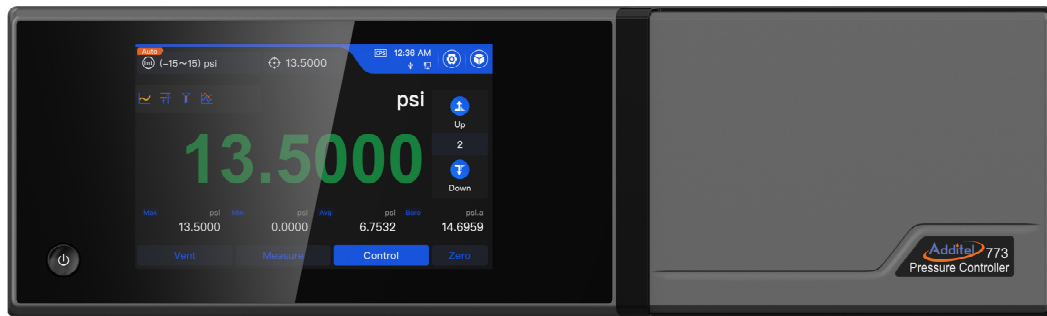 Auto
Int (-15~15) psi
13.5000
CPS 12:36 AM
psi
13.5000
Up
2
Down
Max psi Min psi Avg psi Baro psi.a
13.5000 0.0000 6.7532 14.6959
Vent Measure Control Zero
Additel 773
Pressure Controller